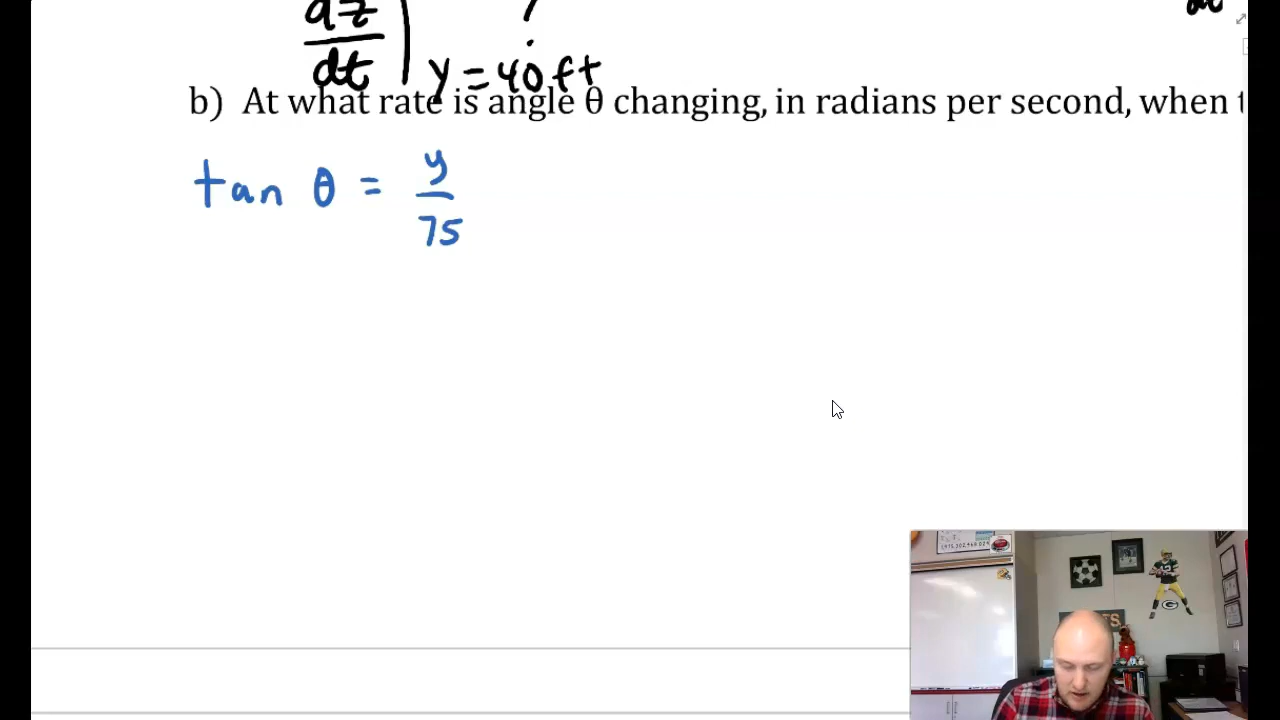 dz
dt | y = 40 ft
b) At what rate is angle θ changing, in radians per second, when t
tan θ = y
75